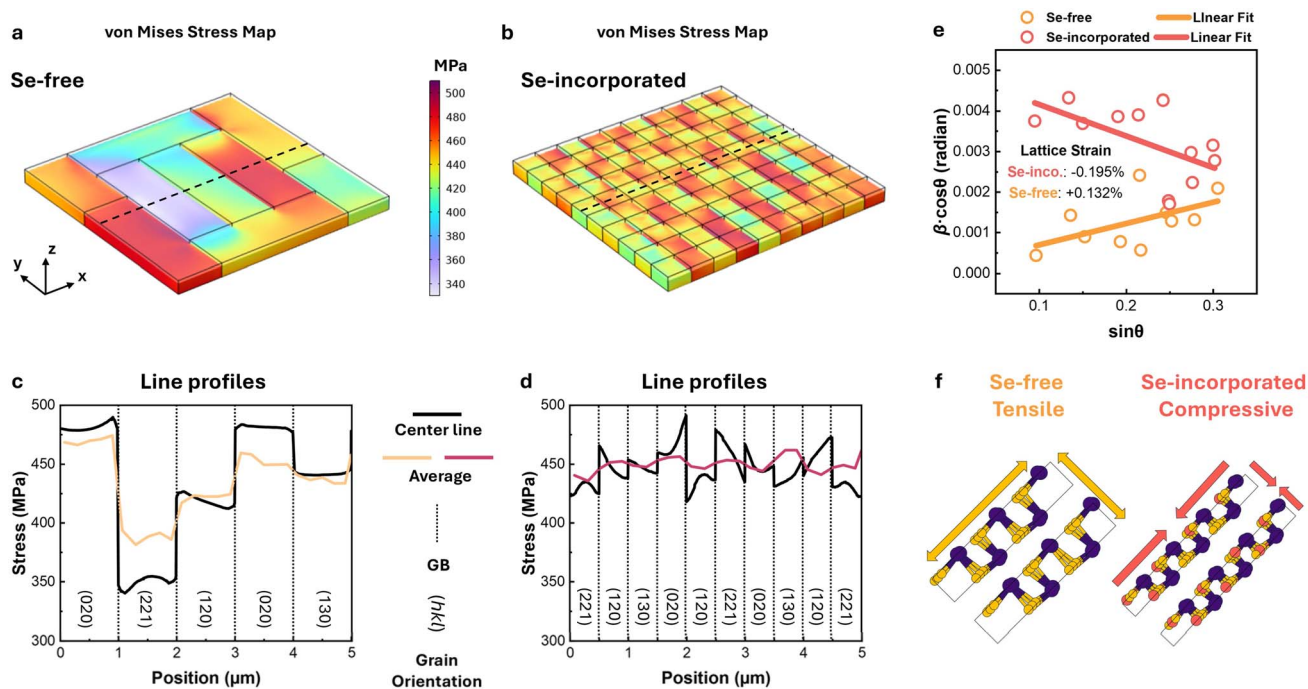 a
von Mises Stress Map
Se-free
MPa
500
480
460
440
420
400
380
360
340
y
z
x
b
von Mises Stress Map
Se-incorporated
e
Se-free
LInear Fit
Se-incorporated
Linear Fit
0.005
0.004
0.003
0.002
0.001
0.000
β·cosθ (radian)
Lattice Strain
Se-inco.: -0.195%
Se-free: +0.132%
0.1
0.2
0.3
sinθ
c
Line profiles
500
450
400
350
300
Stress (MPa)
(020)
(221)
(120)
(020)
(130)
0
1
2
3
4
5
Position (μm)
Center line
Average
GB
(hkl)
Grain
Orientation
d
Line profiles
500
450
400
350
300
Stress (MPa)
(221)
(120)
(130)
(020)
(120)
(221)
(020)
(130)
(120)
(221)
0
1
2
3
4
5
Position (μm)
f
Se-free
Tensile
Se-incorporated
Compressive